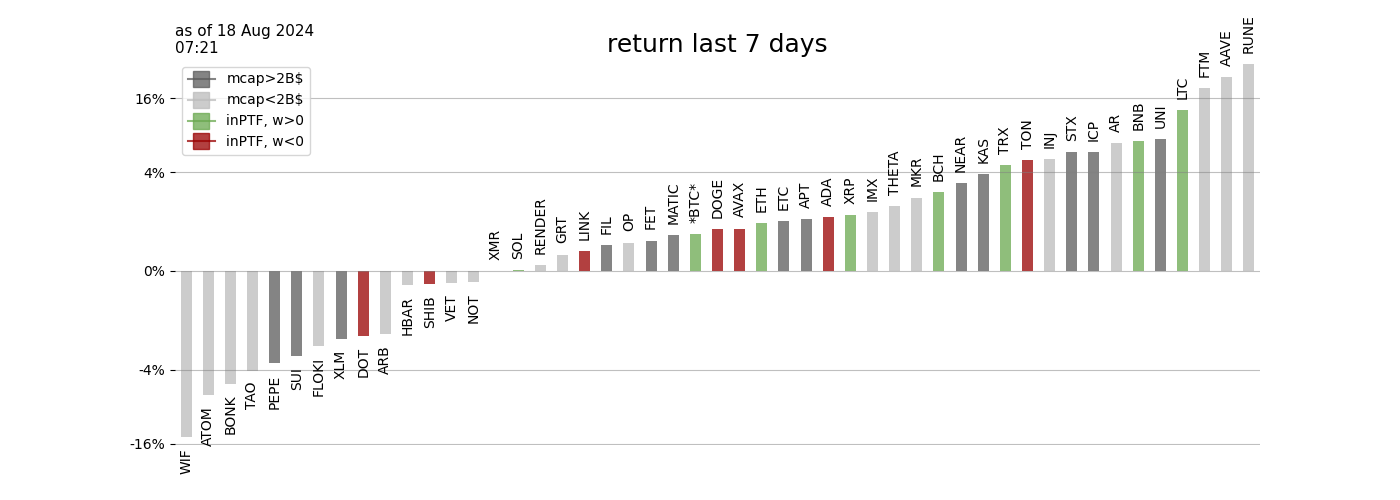 as of 18 Aug 2024
07:21
return last 7 days
mcap>2B$
mcap<2B$
inPTF, w>0
inPTF, w<0
16%
4%
0%
-4%
-16%
WIF
ATOM
BONK
TAO
PEPE
SUI
FLOKI
XLM
DOT
ARB
HBAR
SHIB
VET
NOT
XMR
SOL
RENDER
GRT
LINK
FIL
OP
FET
MATIC
*BTC*
DOGE
AVAX
ETH
ETC
APT
ADA
XRP
IMX
THETA
MKR
BCH
NEAR
KAS
TRX
TON
INJ
STX
ICP
AR
BNB
UNI
LTC
FTM
AAVE
RUNE